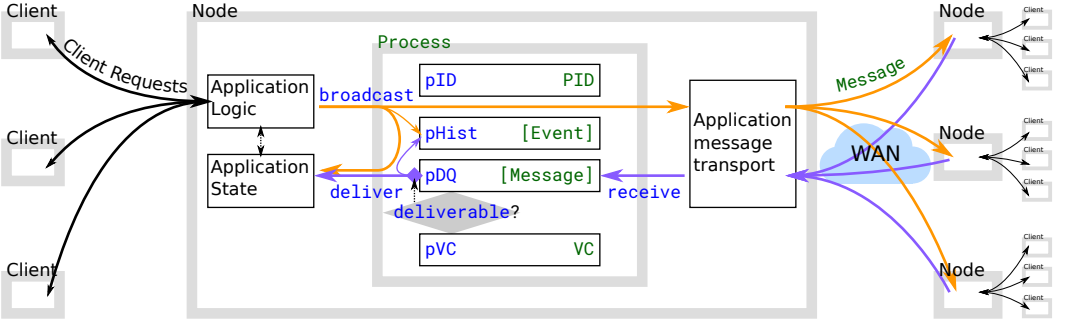 Client
Node
Node
Client
Client
Client
Process
Client Requests
pID PID
Message
Application
Logic
broadcast
pHist [Event]
Application
message
transport
Client
Node
Client
Client
Client
WAN
Application
State
pDQ [Message]
deliver
receive
deliverable?
pVC VC
Client
Node
Client
Client
Client